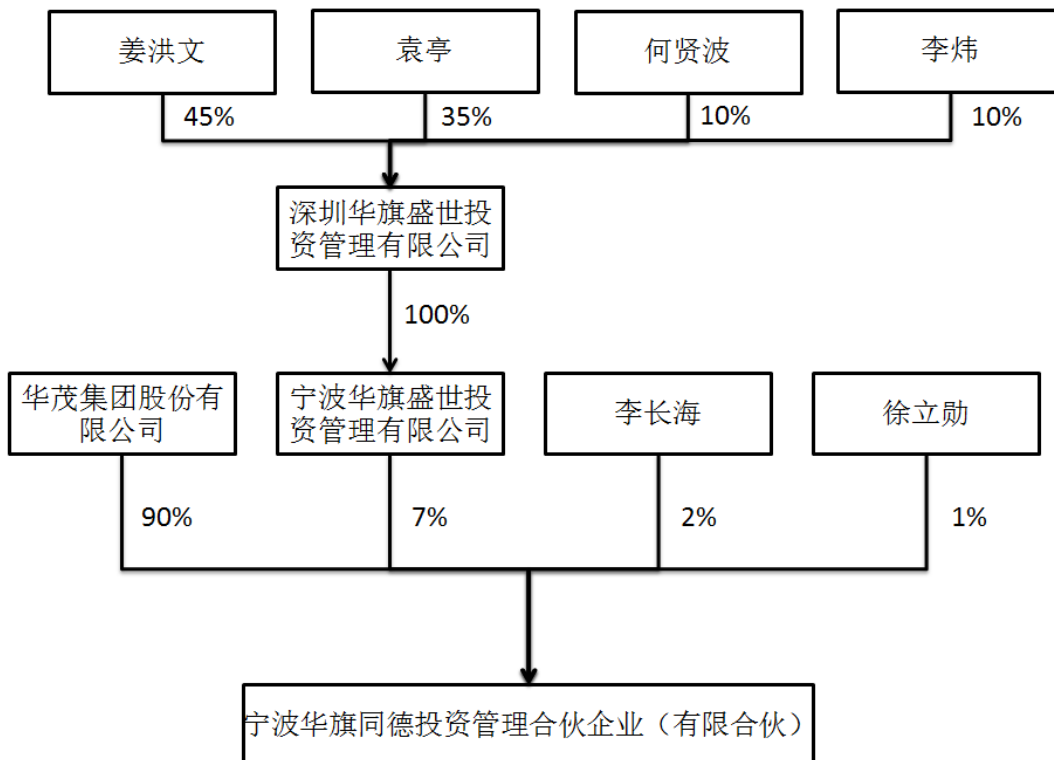 姜洪文
袁亭
何贤波
李炜
45%
35%
10%
10%
深圳华旗盛世投
资管理有限公司
100%
华茂集团股份有
限公司
宁波华旗盛世投
资管理有限公司
李长海
徐立勋
90%
7%
2%
1%
宁波华旗同德投资管理合伙企业（有限合伙）